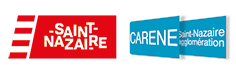 -SAINT-
NAZAIRE
CARENE
Saint-Nazaire
agglomération